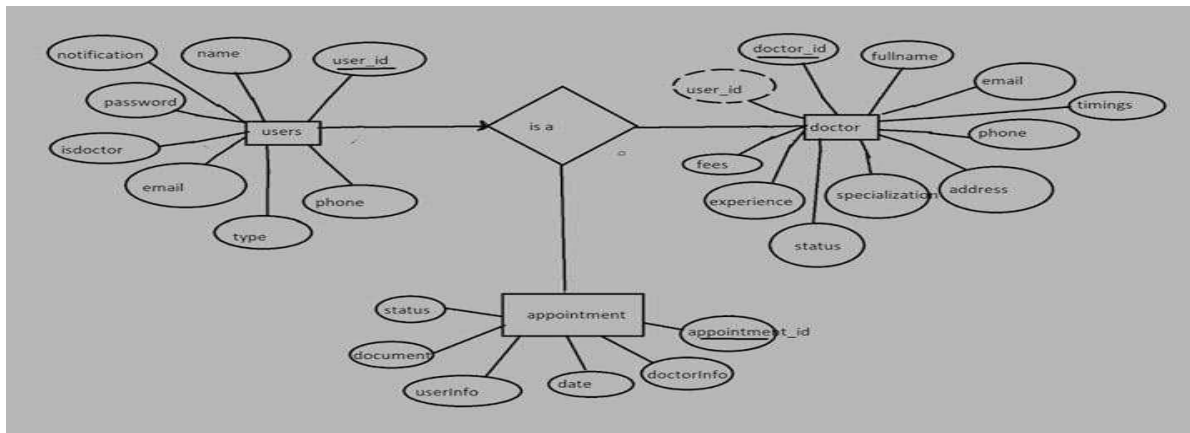 notification
name
user_id
password
users
isdoctor
email
phone
type
is a
doctor_id
fullname
user_id
email
timings
doctor
phone
fees
experience
specialization
address
status
status
appointment
appointment_id
document
userInfo
date
doctorInfo